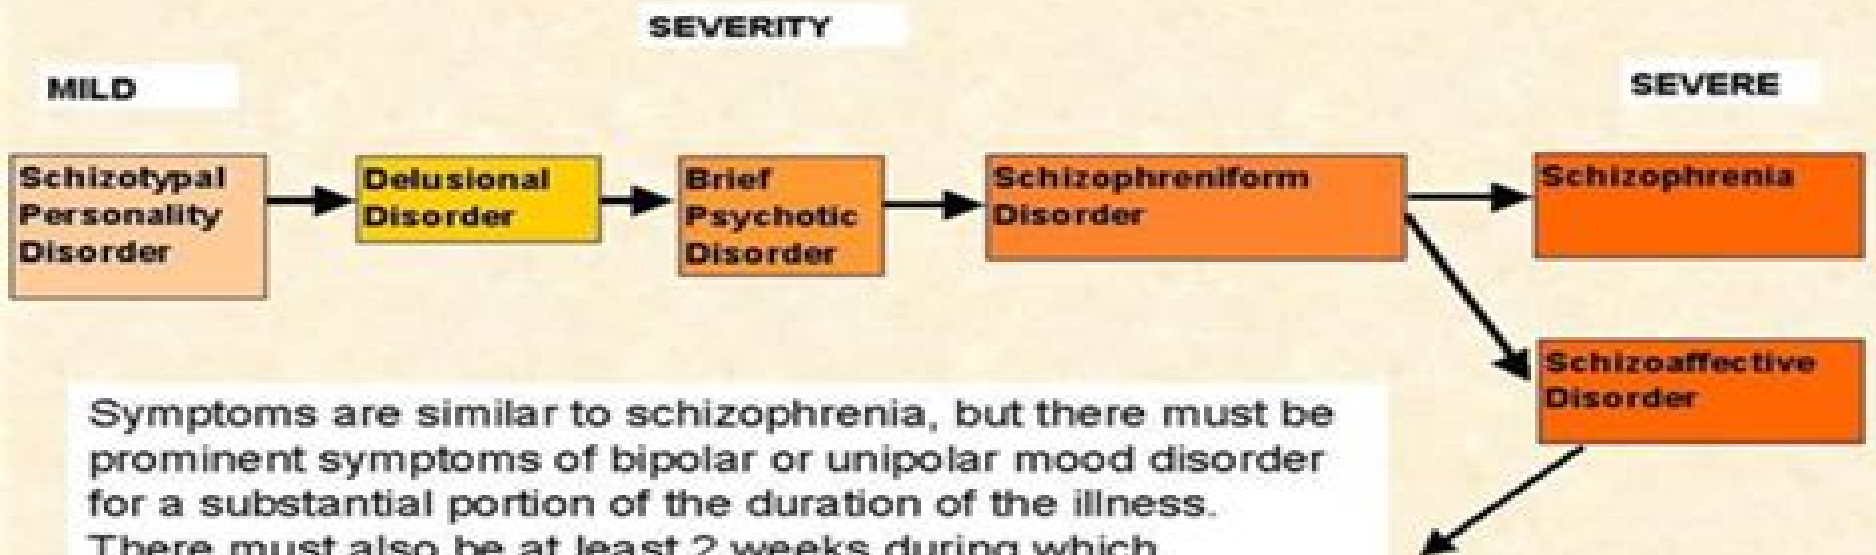 SEVERITY
MILD
SEVERE
Schizotypal
Personality
Disorder
Delusional
Disorder
Brief
Psychotic
Disorder
Schizophreniform
Disorder
Schizophrenia
Schizoaffective
Disorder
Symptoms are similar to schizophrenia, but there must be
prominent symptoms of bipolar or unipolar mood disorder
for a substantial portion of the duration of the illness.
There must also be at least 2 weeks during which